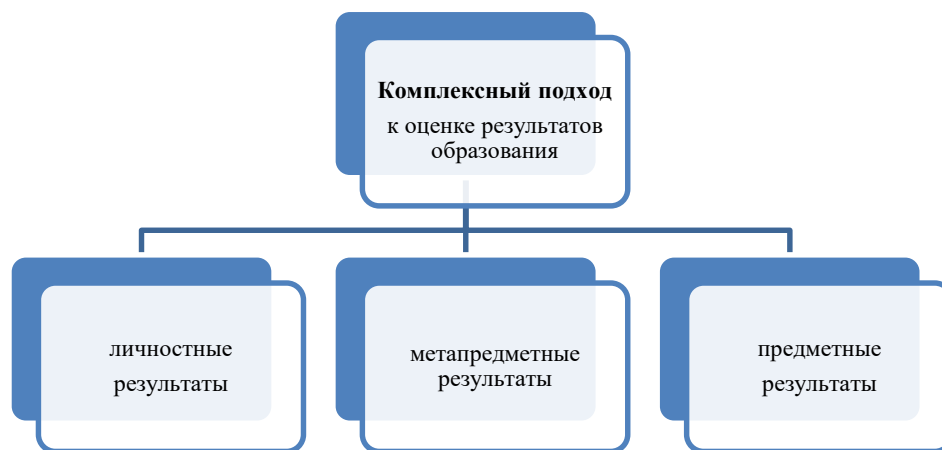 Комплексный подход
к оценке результатов
образования
личностные
результаты
метапредметные
результаты
предметные
результаты